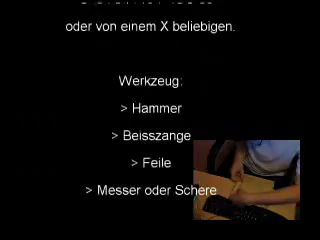 oder von einem X beliebigen.
Werkzeug:
> Hammer
> Beisszange
> Feile
> Messer oder Schere